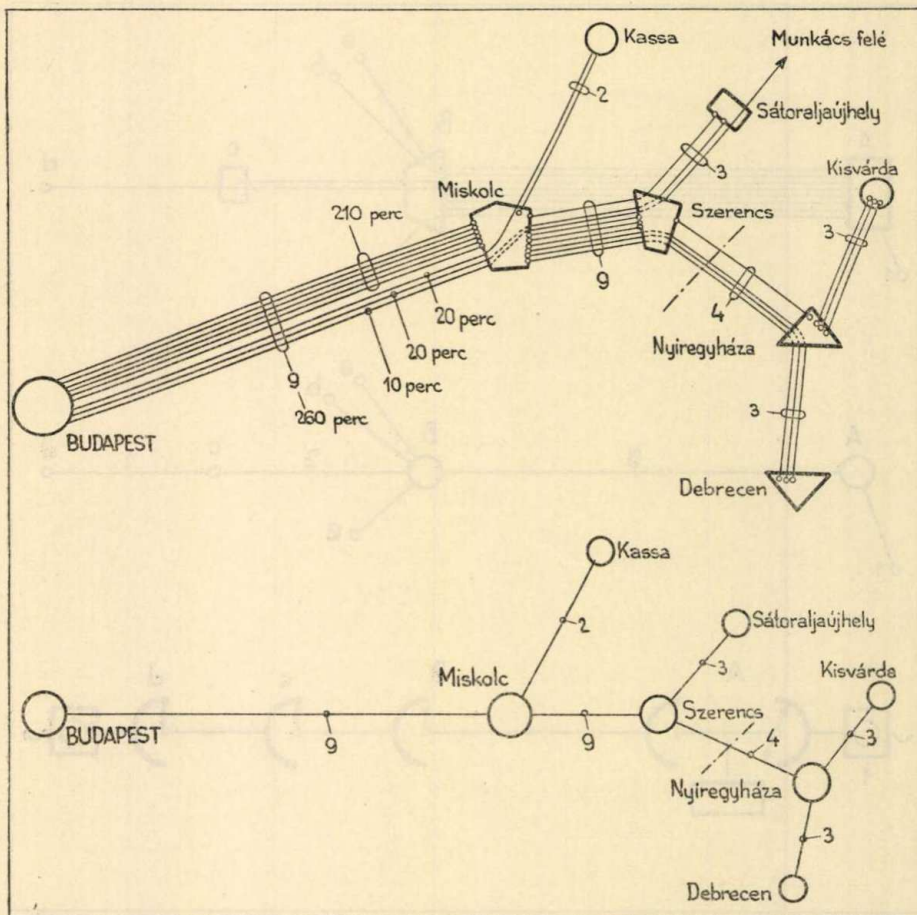 Kassa
Munkács felé
2
Sátoraljaújhely
3
Kisvárda
Miskolc
Szerencs
210 perc
3
9
20 perc
4
20 perc
Nyiregyháza
9
10 perc
260 perc
3
BUDAPEST
Debrecen
Kassa
2
Sátoraljaújhely
3
Kisvárda
Miskolc
Szerencs
4
3
BUDAPEST
9
9
Nyiregyháza
3
Debrecen